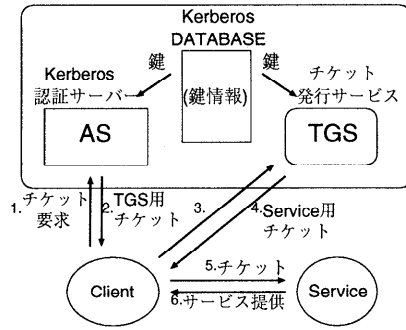 Kerberos
DATABASE
鍵
鍵
(鍵情報)
Kerberos
認証サーバー
AS
チケット
発行サービス
TGS
1.チケット
要求
2.TGS用
チケット
3.
4.Service用
チケット
Client
5.チケット
6.サービス提供
Service